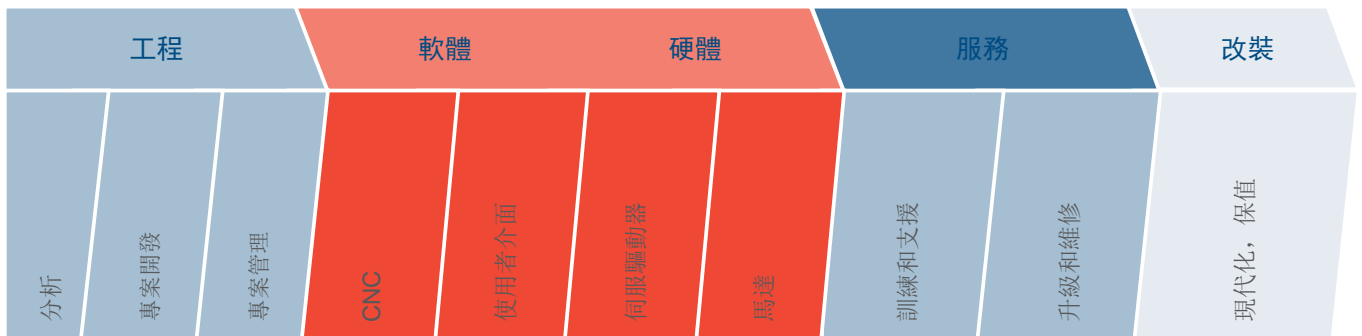 工程
軟體
硬體
服務
改裝
分析
專案開發
專案管理
CNC
使用者介面
伺服驅動器
馬達
訓練和支援
升級和維修
現代化，保值